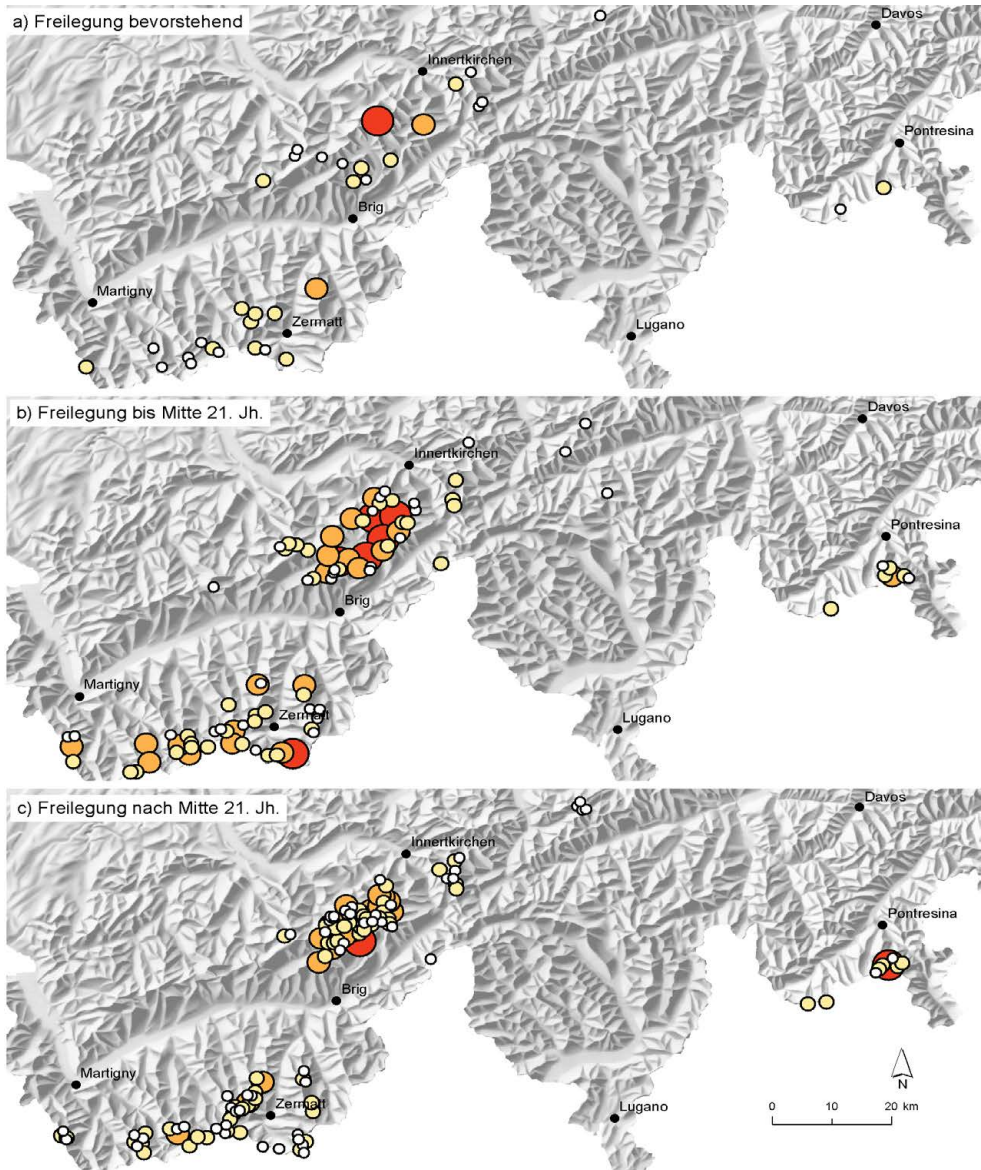 a) Freilegung bevorstehend
Davos
Innertkirchen
Pontresina
Brig
Martigny
Zermatt
Lugano
b) Freilegung bis Mitte 21. Jh.
Davos
Innertkirchen
Pontresina
Brig
Martigny
Zermatt
Lugano
c) Freilegung nach Mitte 21. Jh.
Davos
Innertkirchen
Pontresina
Brig
Martigny
Zermatt
Lugano
N
0 10 20 km